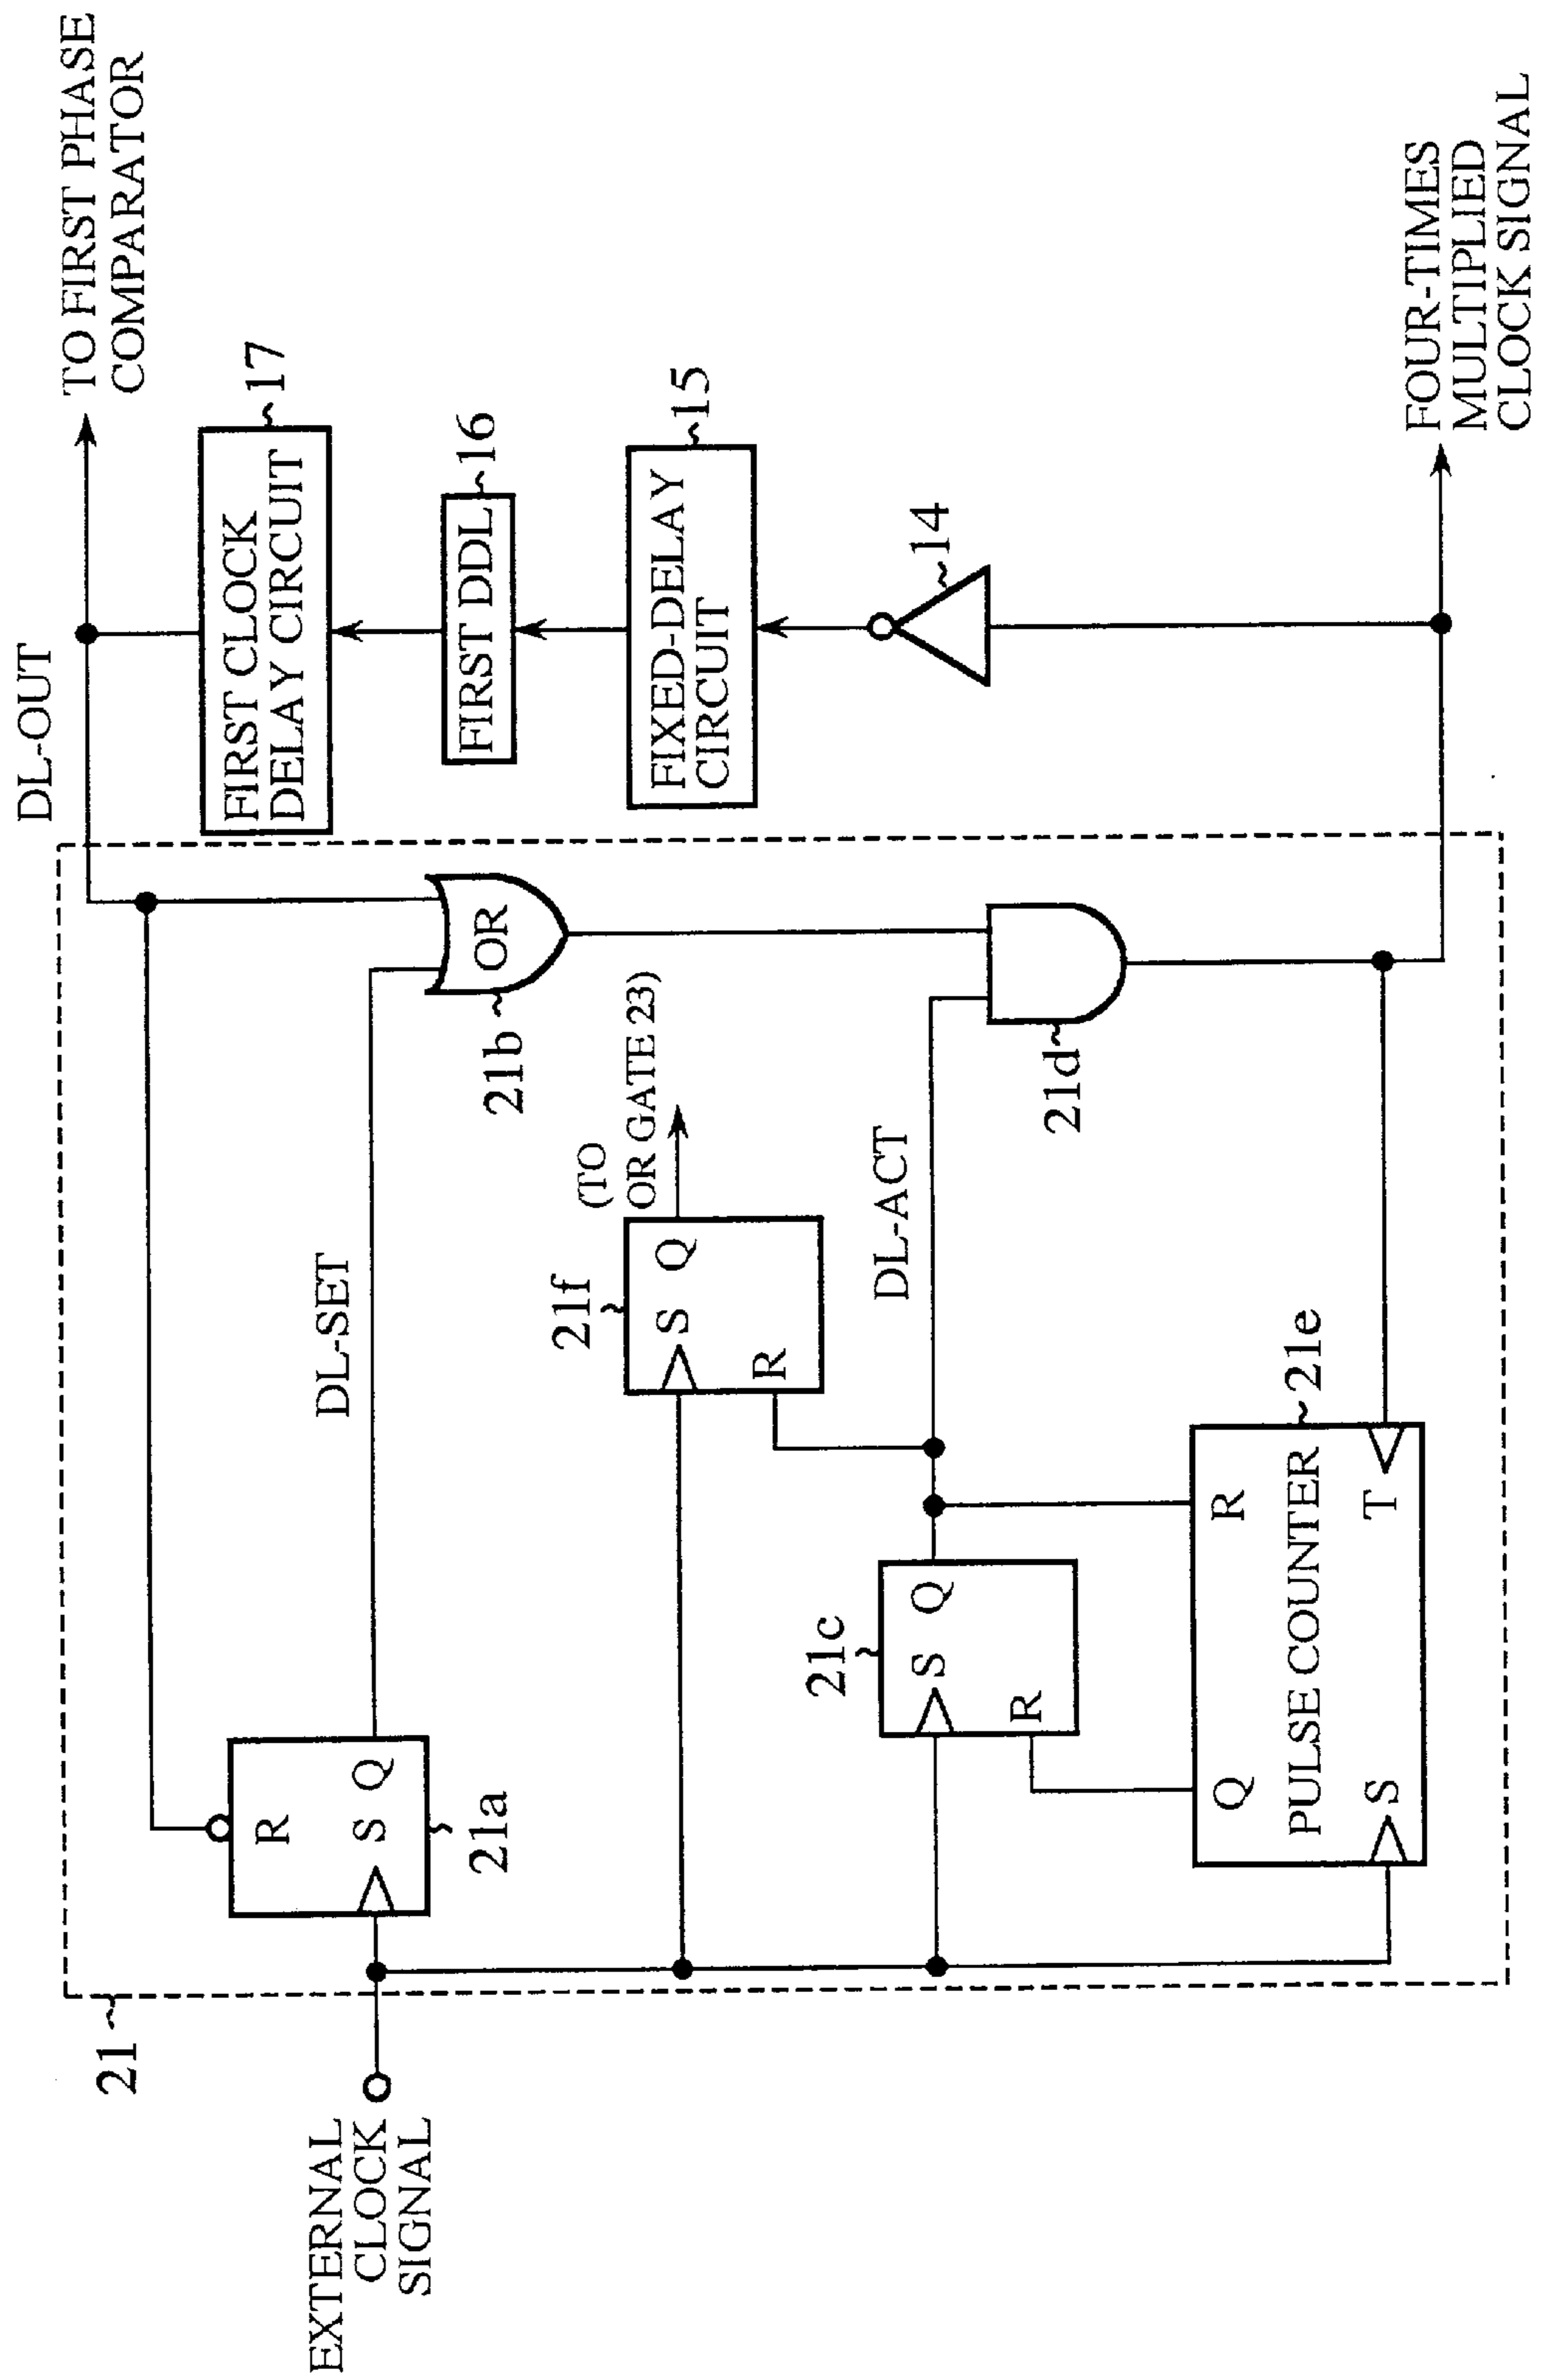 EXTERNAL
CLOCK
SIGNAL
21
R
S Q
21a
DL-SET
21b
OR
DL-OUT
TO FIRST PHASE
COMPARATOR
FIRST CLOCK
DELAY CIRCUIT
17
FIRST DDL
16
FIXED-DELAY
CIRCUIT
15
14
21f
S Q
R
(TO
OR GATE 23)
21c
S Q
R
DL-ACT
21d
Q R
PULSE COUNTER
S T
21e
FOUR-TIMES
MULTIPLIED
CLOCK SIGNAL